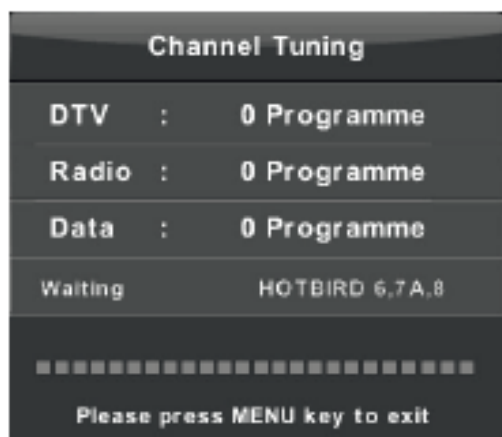 Channel Tuning
DTV : 0 Programme
Radio : 0 Programme
Data : 0 Programme
Waiting HOTBIRD 6,7A,8
Please press MENU key to exit